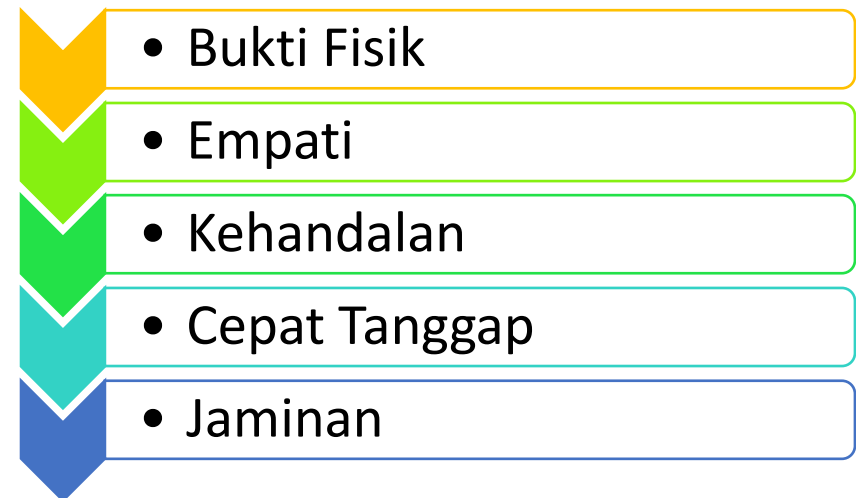 • Bukti Fisik
• Empati
• Kehandalan
• Cepat Tanggap
• Jaminan